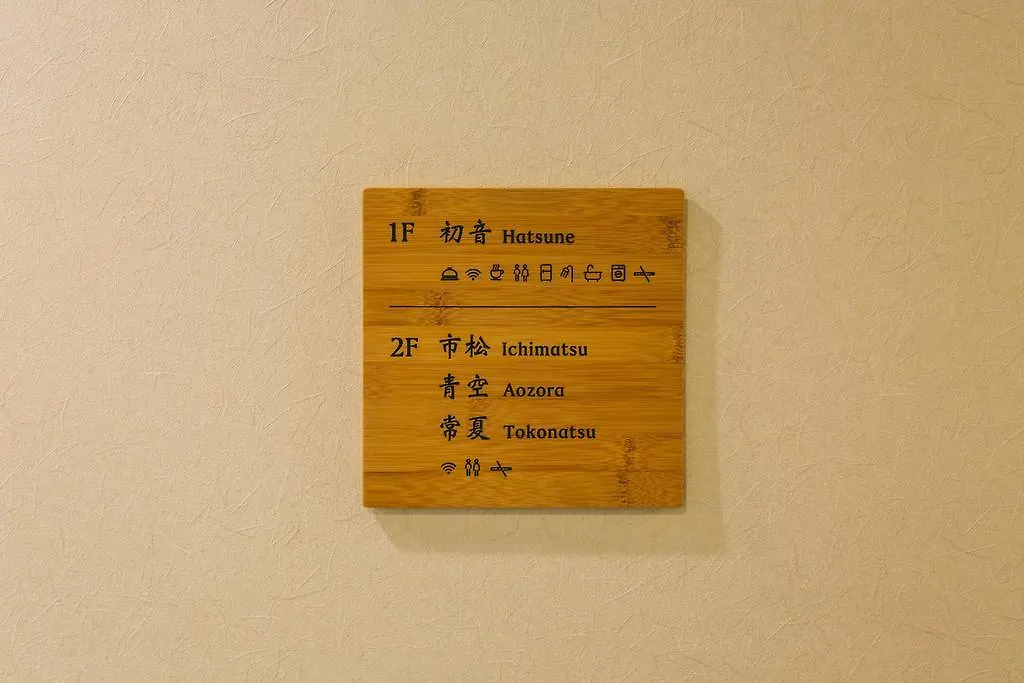 1F 初音 Hatsune
2F 市松 Ichimatsu
青空 Aozora
常夏 Tokonatsu